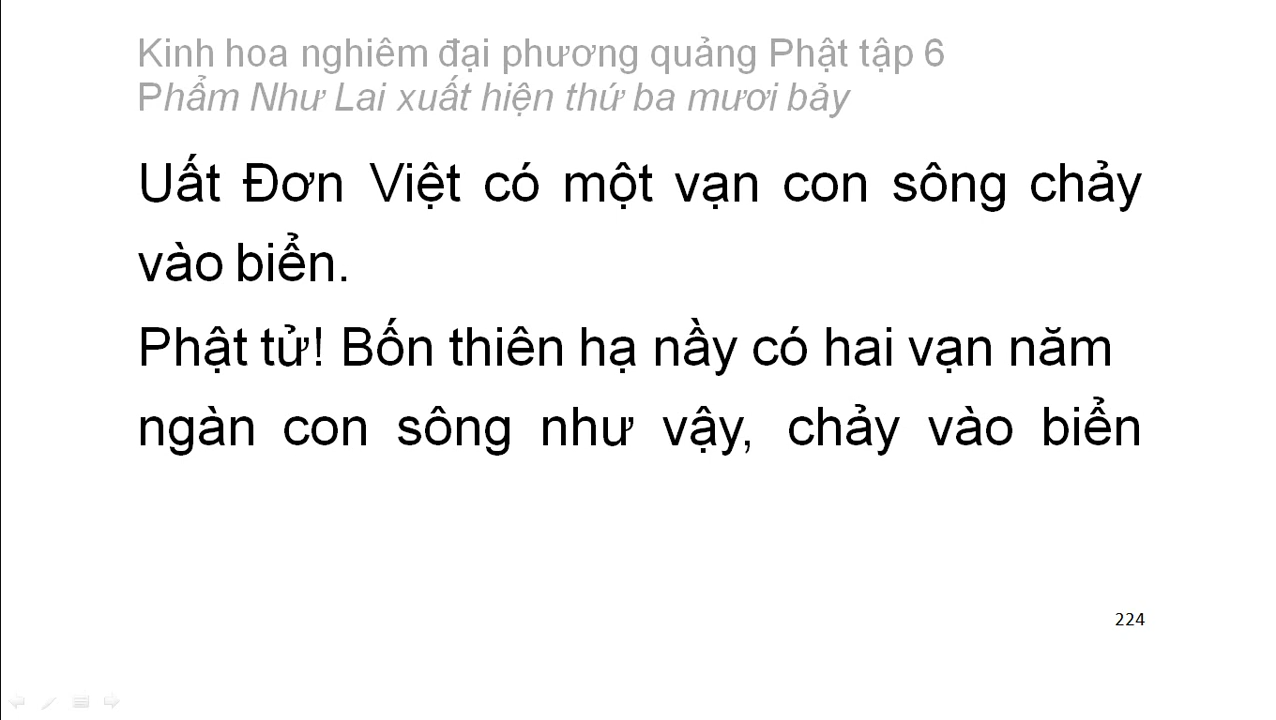 Kinh hoa nghiêm đại phương quảng Phật tập 6
Phẩm Như Lai xuất hiện thứ ba mươi bảy
Uất Đơn Việt có một vạn con sông chảy
vào biển.
Phật tử! Bốn thiên hạ nầy có hai vạn năm
ngàn con sông như vậy, chảy vào biển
224